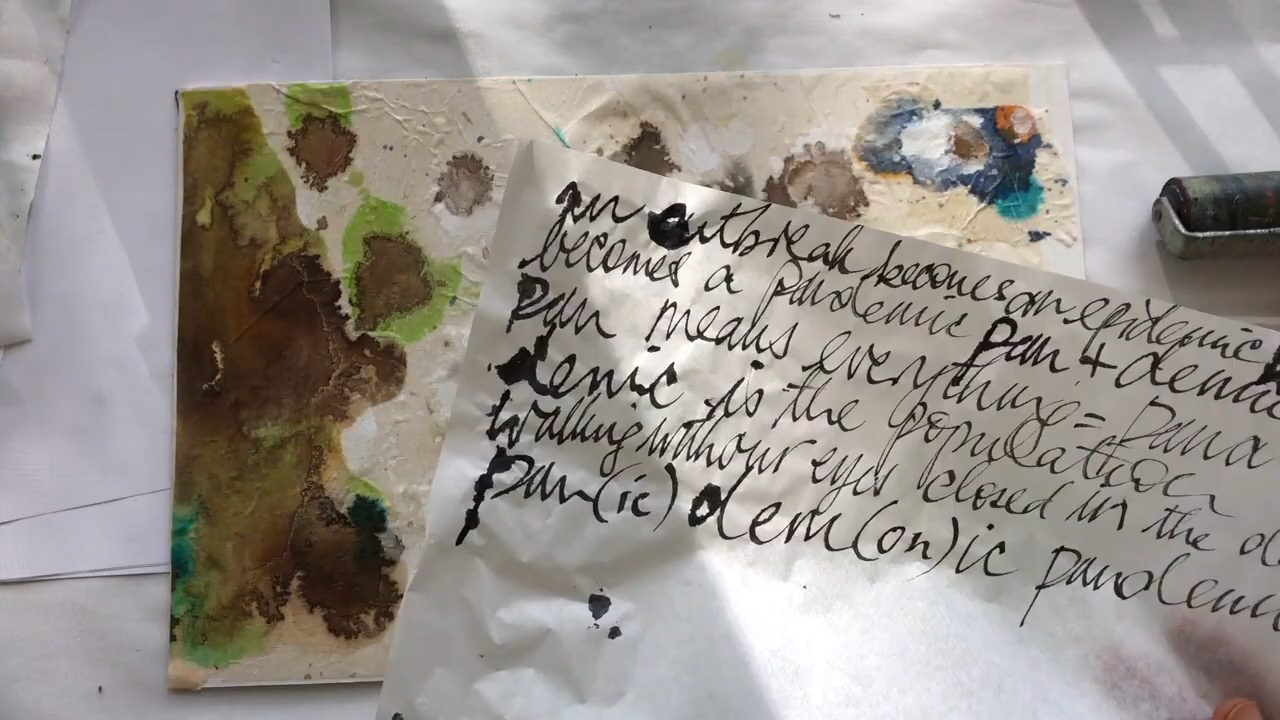 an outbreak becomes an epidemic
becomes a pandemic Pan + demic
Pan means everything = Pana
demic is the population
walking with our eyes closed in the
pan(ic) dem(on)ic pandem